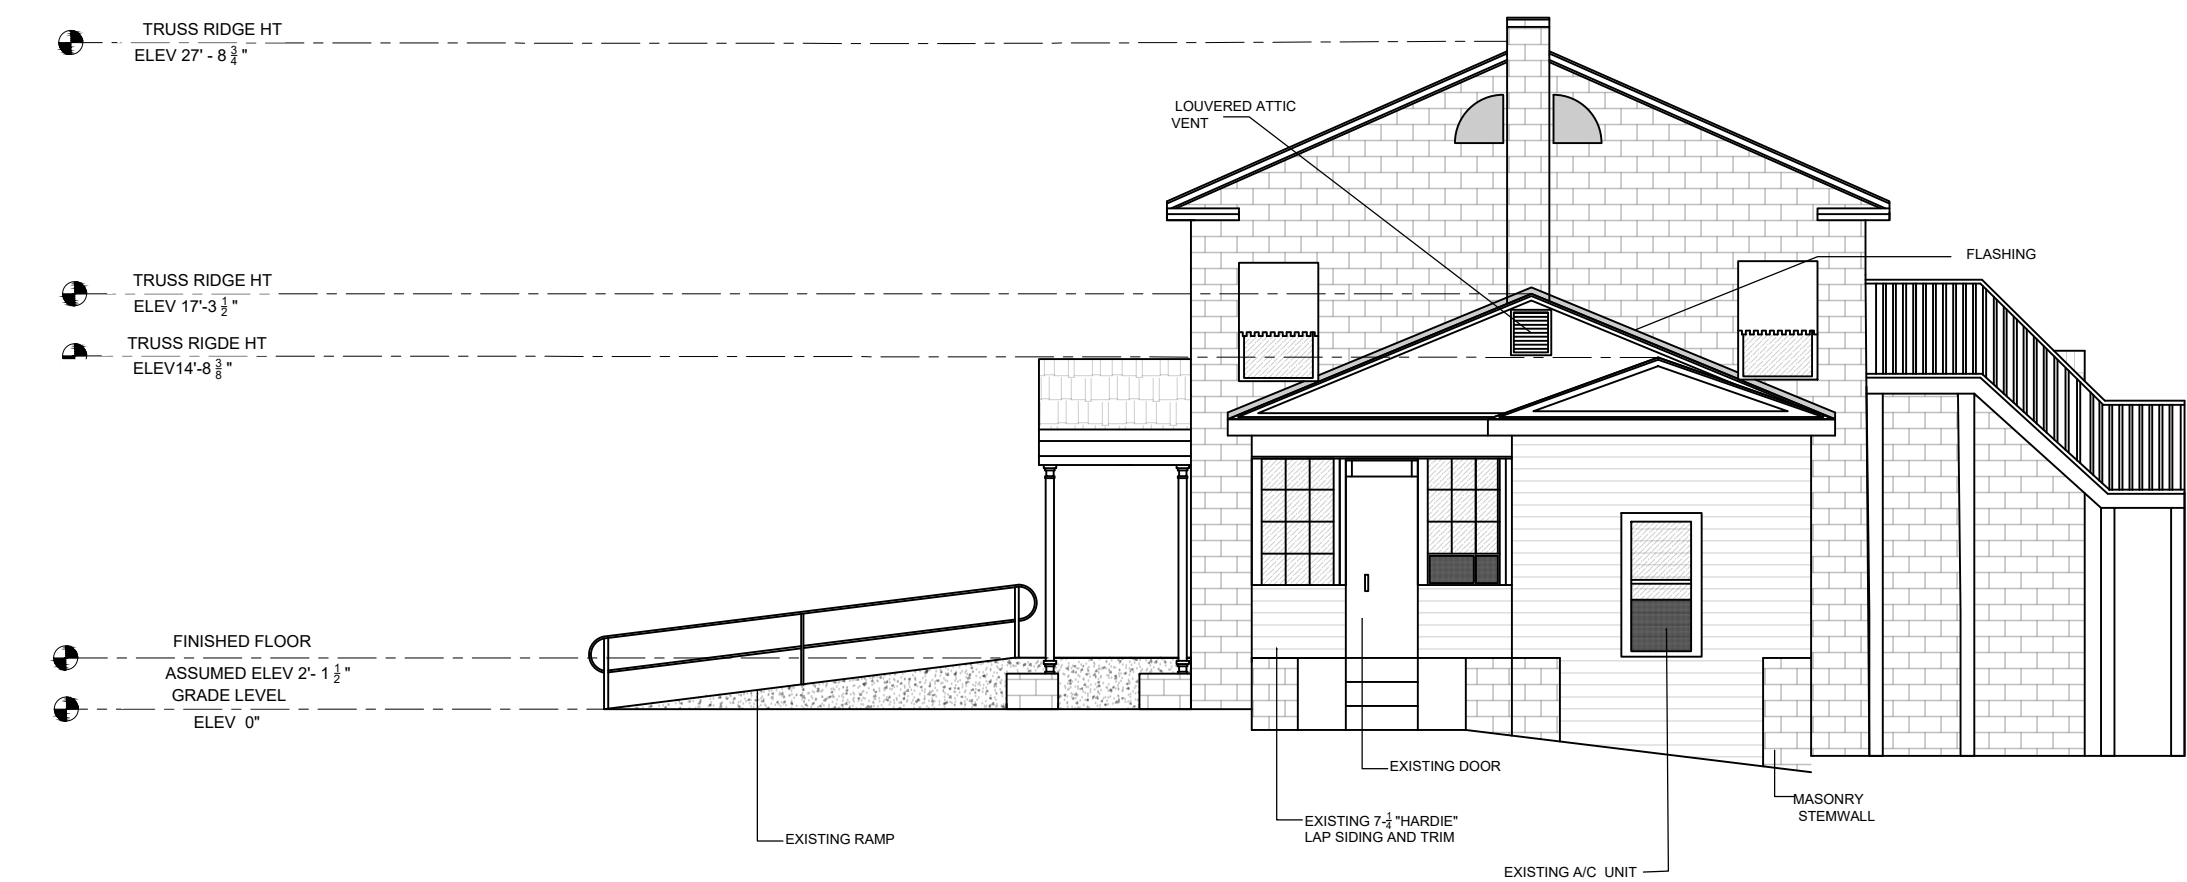 TRUSS RIDGE HT
ELEV 27' - 8 3/4 "
LOUVERED ATTIC
VENT
FLASHING
TRUSS RIDGE HT
ELEV 17'-3 1/2 "
TRUSS RIGDE HT
ELEV14'-8 3/8 "
FINISHED FLOOR
ASSUMED ELEV 2'- 1 1/2 "
GRADE LEVEL
ELEV 0"
EXISTING DOOR
MASONRY
STEMWALL
EXISTING 7-1/4 "HARDIE"
LAP SIDING AND TRIM
EXISTING RAMP
EXISTING A/C UNIT